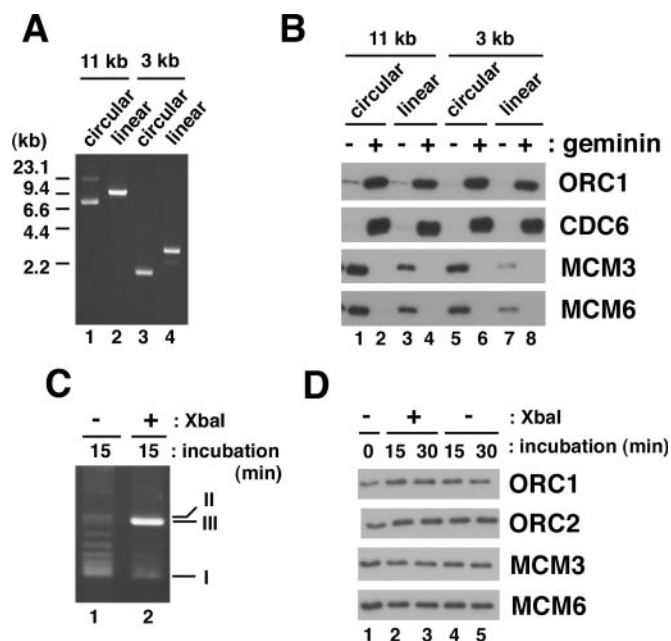 A
11 kb 3 kb
circular linear circular linear
(kb)
23.1
9.4
6.6
4.4
2.2
1 2 3 4
B
11 kb 3 kb
circular linear circular linear
- + - + - + - + : geminin
ORC1
CDC6
MCM3
MCM6
1 2 3 4 5 6 7 8
C
- + : XbaI
15 15 : incubation
(min)
II
III
I
1 2
D
- + - : XbaI
0 15 30 15 30 : incubation (min)
ORC1
ORC2
MCM3
MCM6
1 2 3 4 5